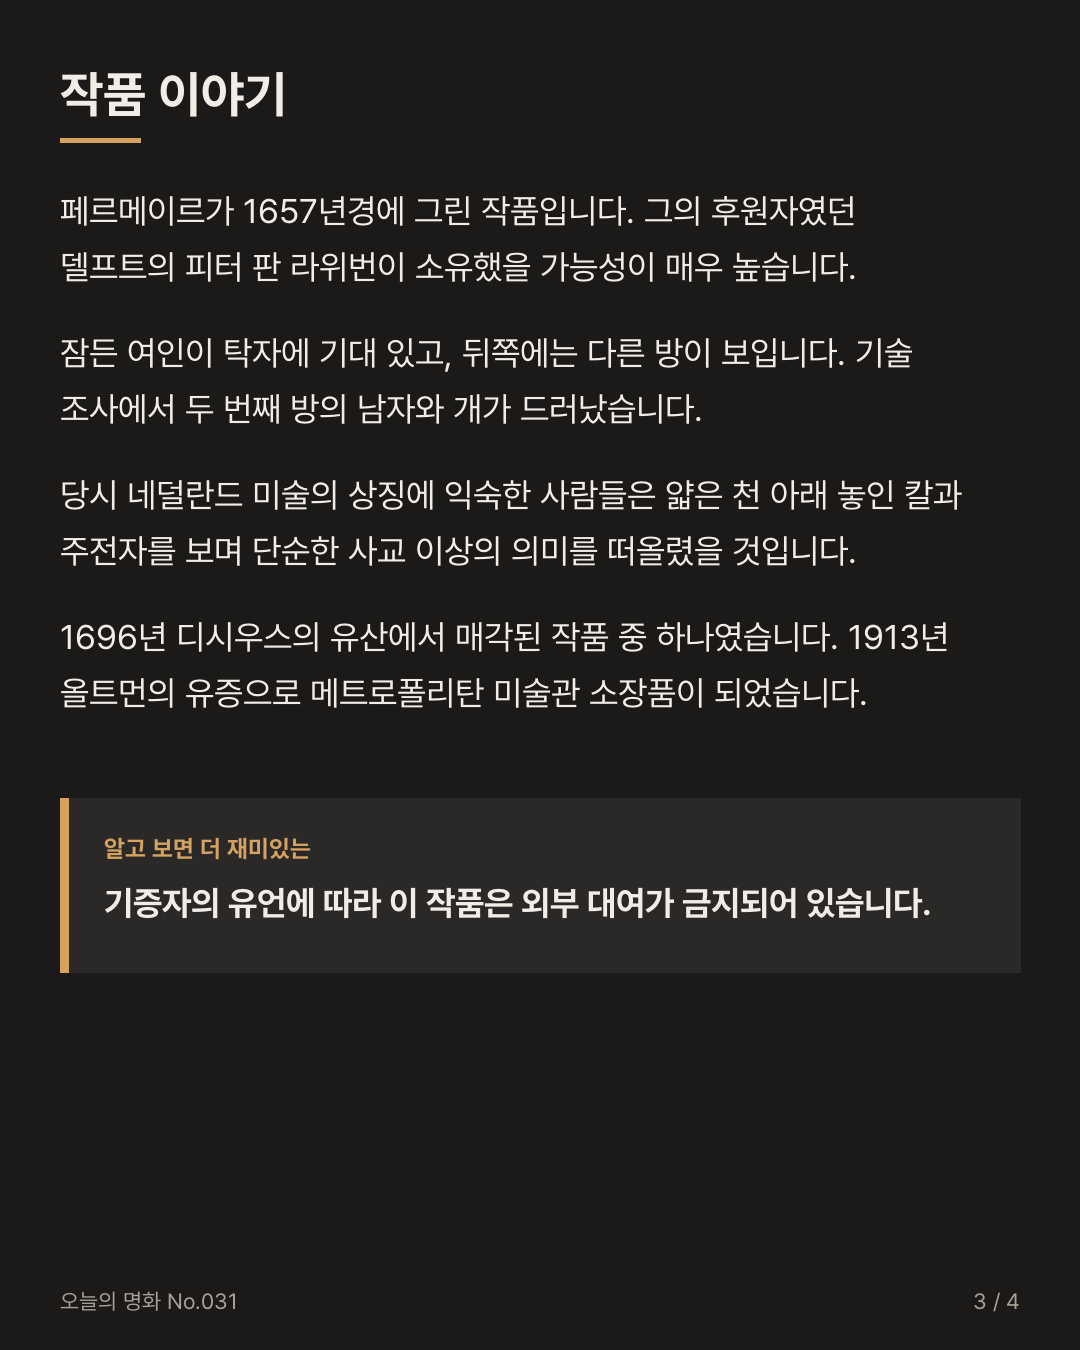 작품 이야기
페르메이르가 1657년경에 그린 작품입니다. 그의 후원자였던
델프트의 피터 판 라위번이 소유했을 가능성이 매우 높습니다.
잠든 여인이 탁자에 기대 있고, 뒤쪽에는 다른 방이 보입니다. 기술
조사에서 두 번째 방의 남자와 개가 드러났습니다.
당시 네덜란드 미술의 상징에 익숙한 사람들은 얇은 천 아래 놓인 칼과
주전자를 보며 단순한 사교 이상의 의미를 떠올렸을 것입니다.
1696년 디시우스의 유산에서 매각된 작품 중 하나였습니다. 1913년
올트먼의 유증으로 메트로폴리탄 미술관 소장품이 되었습니다.
알고 보면 더 재미있는
기증자의 유언에 따라 이 작품은 외부 대여가 금지되어 있습니다.
오늘의 명화 No.031
3 / 4